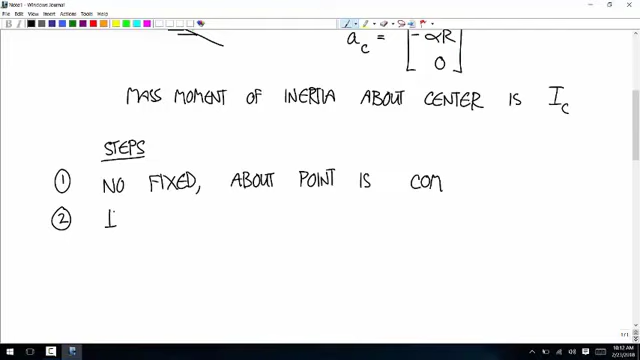 Note1 - Windows Journal
File Edit View Insert Actions Tools Help
a_c = [ -αR
0 ]
MASS MOMENT OF INERTIA ABOUT CENTER IS I_c
STEPS
① NO FIXED, ABOUT POINT IS COM
② I
1/1
10:12 AM
2/23/2018